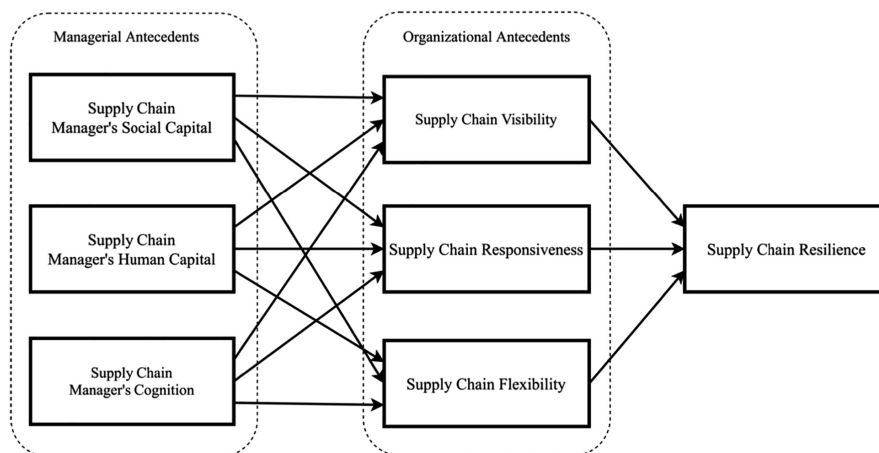 Managerial Antecedents
Supply Chain
Manager's Social Capital
Supply Chain
Manager's Human Capital
Supply Chain
Manager's Cognition
Organizational Antecedents
Supply Chain Visibility
Supply Chain Responsiveness
Supply Chain Flexibility
Supply Chain Resilience